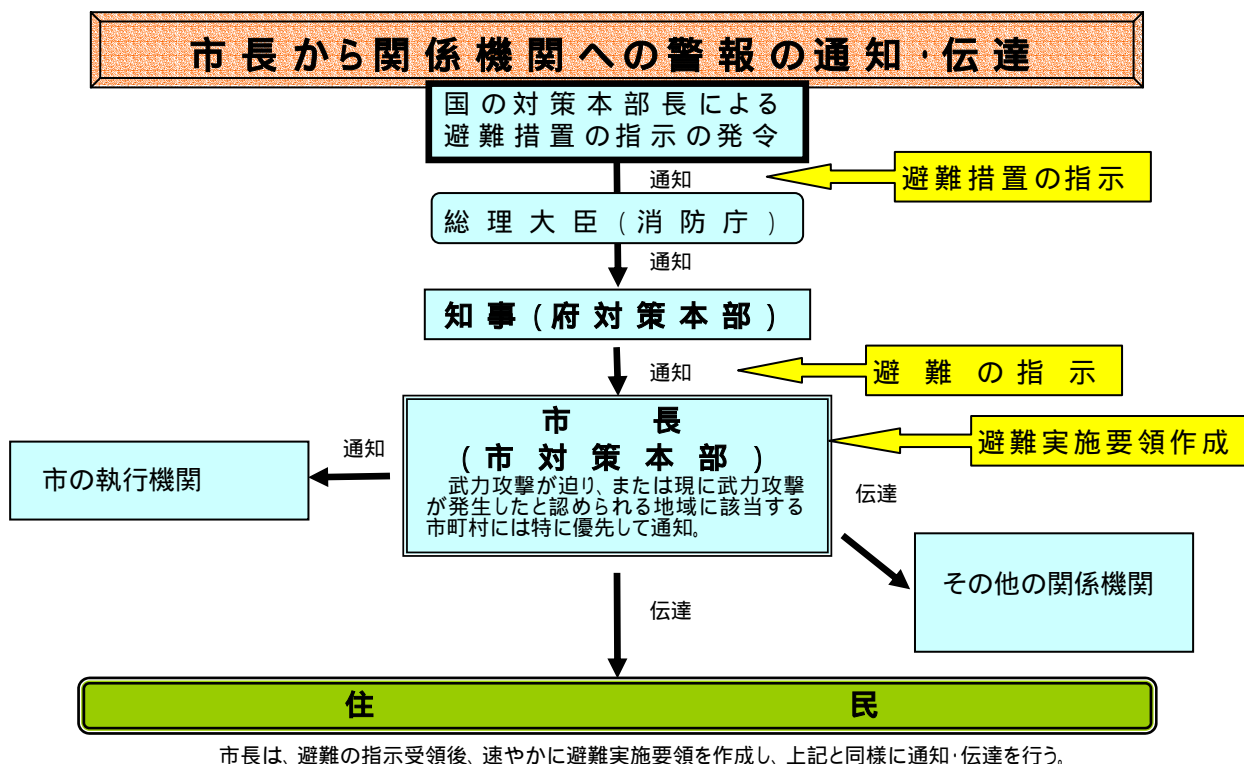 市長から関係機関への警報の通知・伝達
国の対策本部長による
避難措置の指示の発令
通知
避難措置の指示
総理大臣(消防庁)
通知
知事(府対策本部)
通知
避難の指示
市長
(市対策本部)
武力攻撃が迫り、または現に武力攻撃
が発生したと認められる地域に該当する
市町村には特に優先して通知。
避難実施要領作成
通知
市の執行機関
伝達
その他の関係機関
伝達
住民
市長は、避難の指示受領後、速やかに避難実施要領を作成し、上記と同様に通知・伝達を行う。